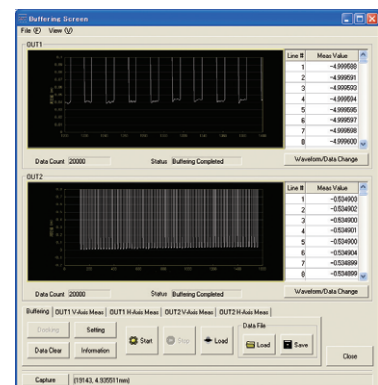 Buffering Screen
File (F) View (V)
OUT1
Line # Meas Value
1 -4.999588
2 -4.999591
3 -4.999593
4 -4.999594
5 -4.999595
6 -4.999597
7 -4.999598
8 -4.999600
Data Count 20000 Status Buffering Completed Waveform/Data Change
OUT2
Line # Meas Value
1 -0.534900
2 -0.534902
3 -0.534900
4 -0.534901
5 -0.534900
6 -0.534904
7 -0.534899
8 -0.534899
Data Count 20000 Status Buffering Completed Waveform/Data Change
Buffering OUT1 V-Axis Meas OUT1 H-Axis Meas OUT2 V-Axis Meas OUT2 H-Axis Meas
Setting Start Stop Load
Data File
Load Save
Data Clear Information Close
Capture (19143, 4.935511mm)